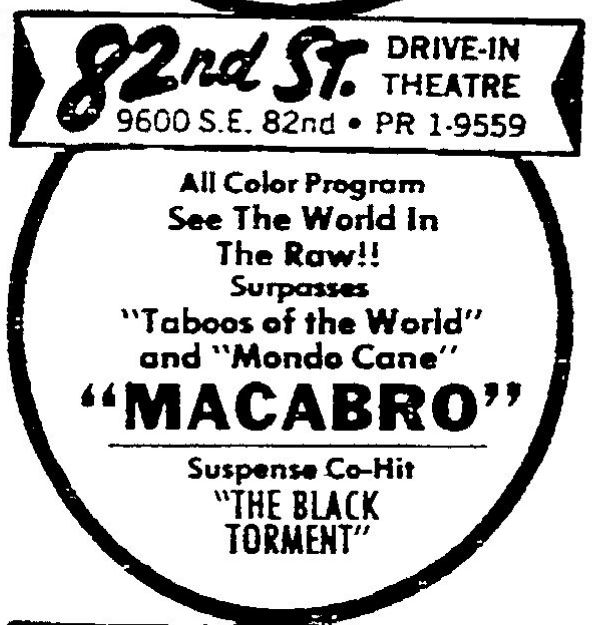 82nd ST. DRIVE-IN
THEATRE
9600 S.E. 82nd • PR 1-9559
All Color Program
See The World In
The Raw!!
Surpasses
"Taboos of the World"
and "Mondo Cane"
"MACABRO"
Suspense Co-Hit
"THE BLACK
TORMENT"